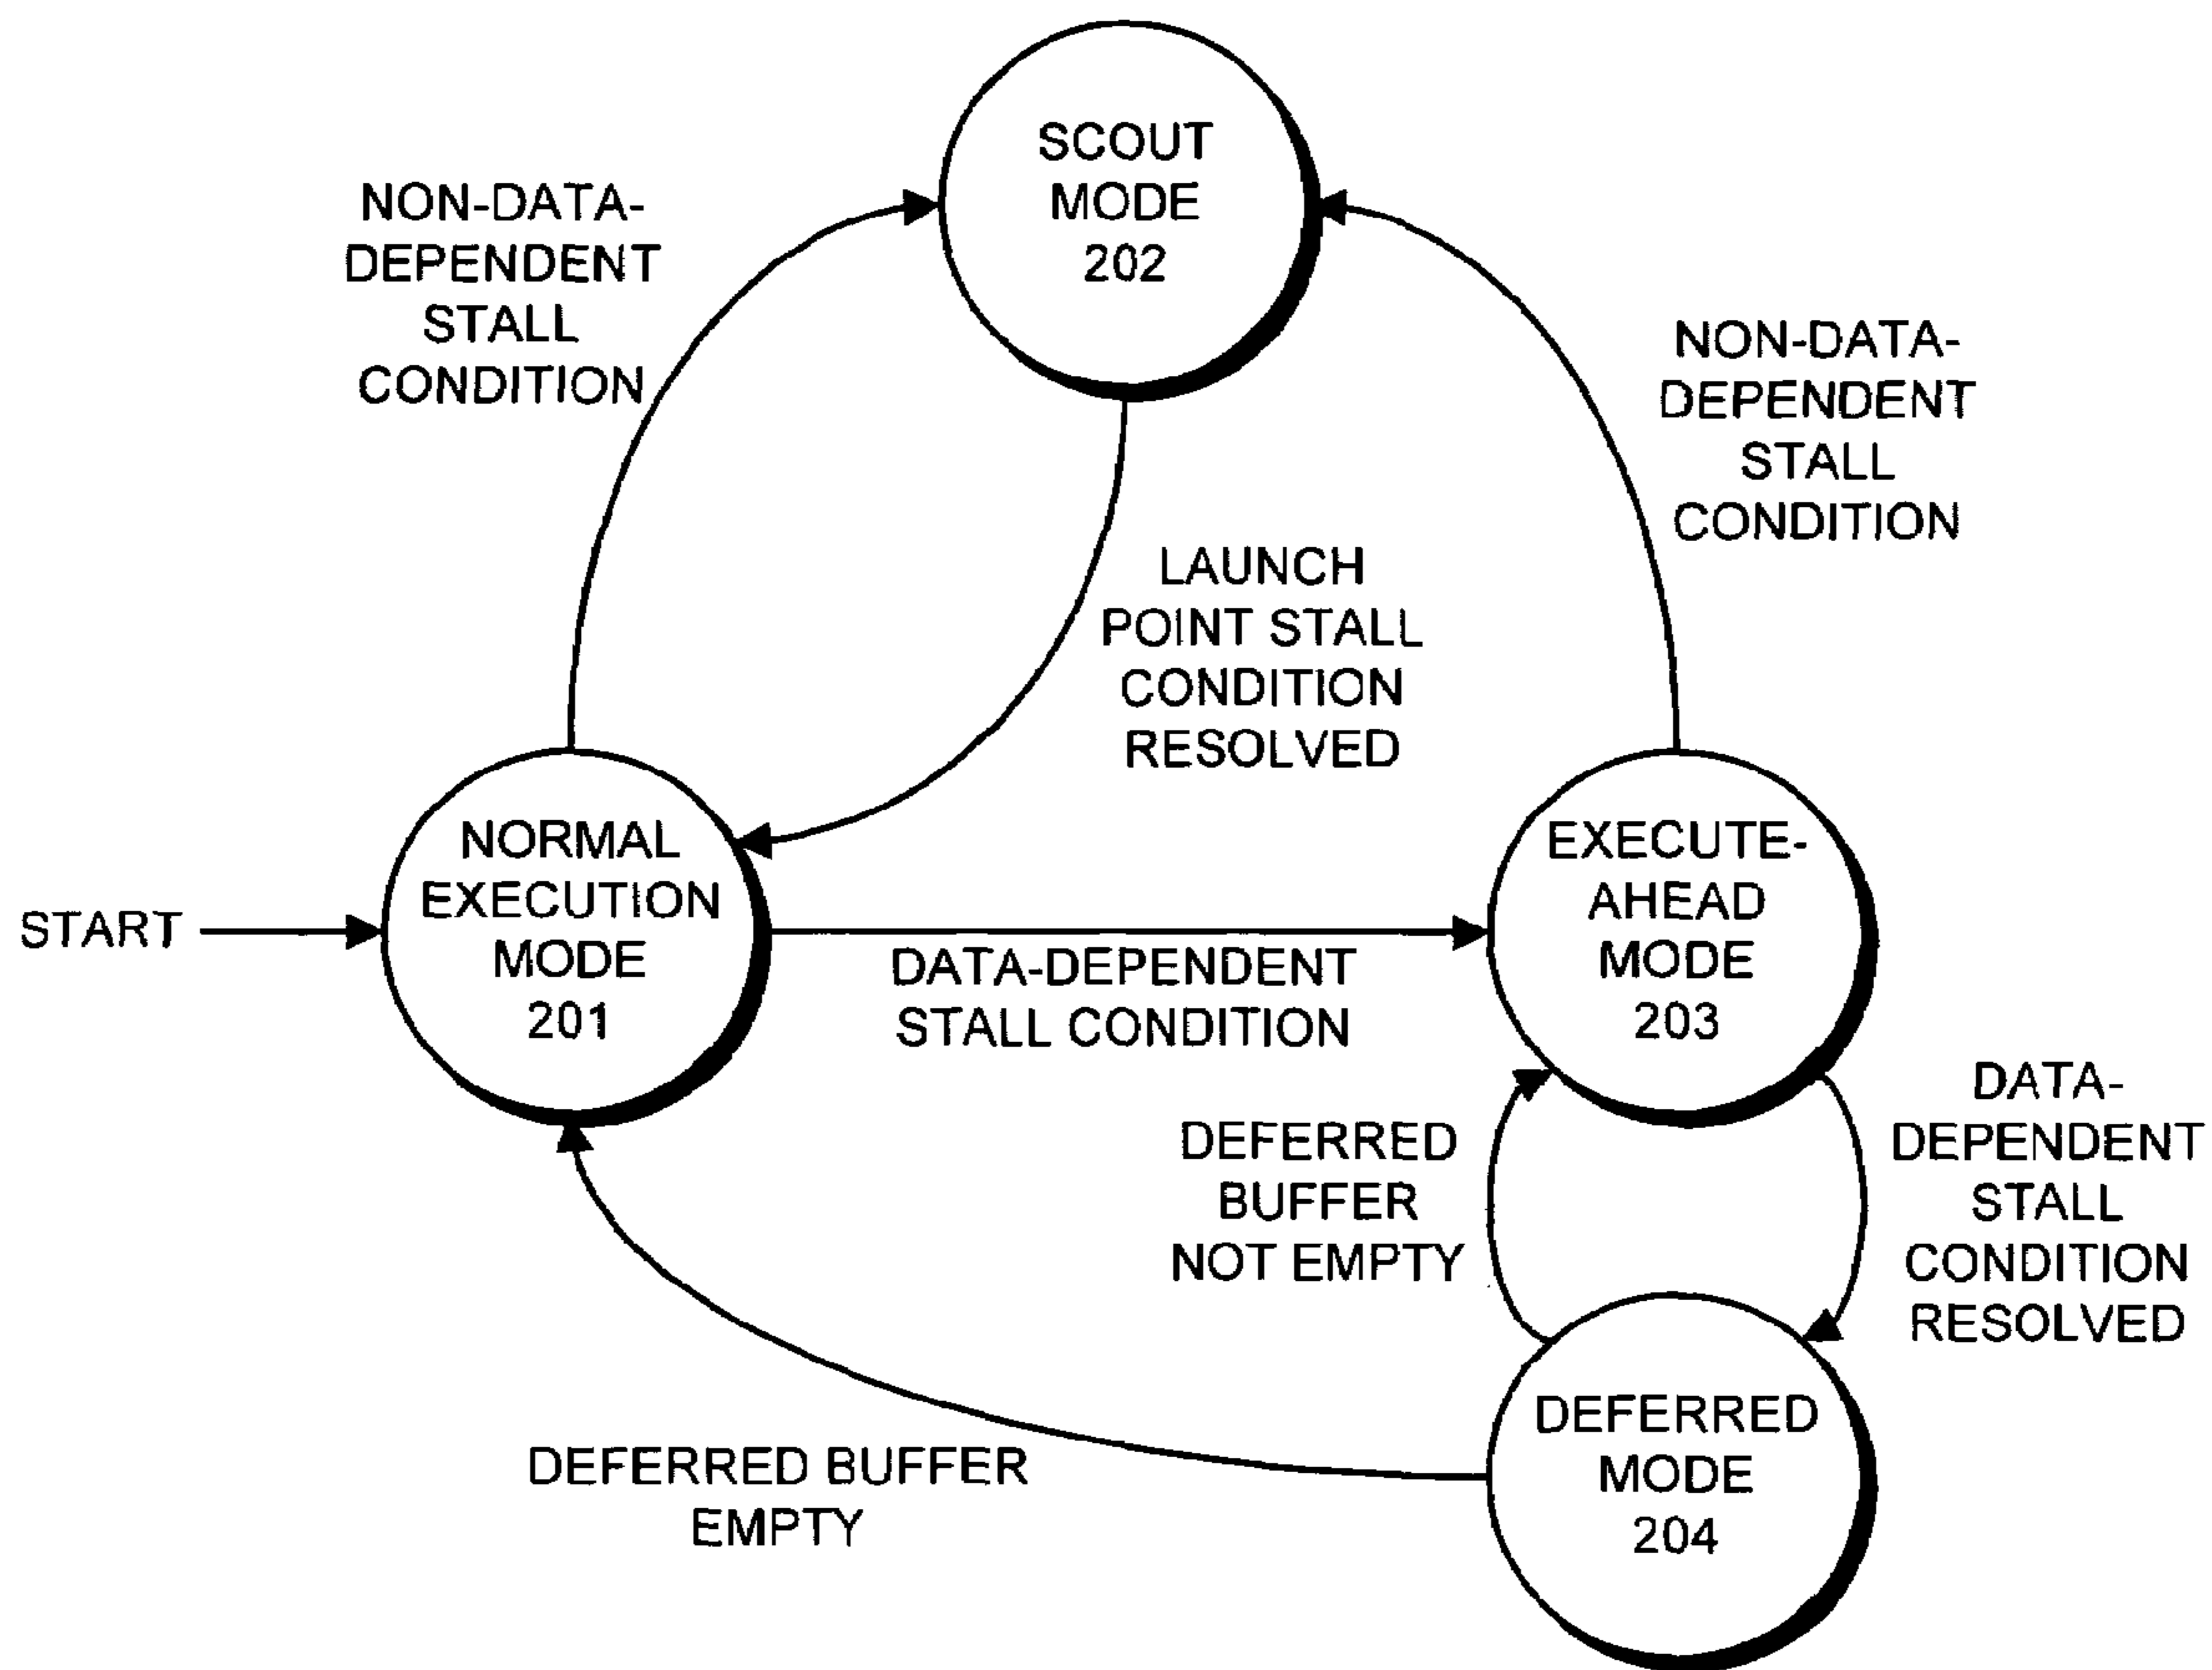 SCOUT
MODE
202
NON-DATA-
DEPENDENT
STALL
CONDITION
NON-DATA-
DEPENDENT
STALL
CONDITION
LAUNCH
POINT STALL
CONDITION
RESOLVED
START
NORMAL
EXECUTION
MODE
201
DATA-DEPENDENT
STALL CONDITION
EXECUTE-
AHEAD
MODE
203
DEFERRED
BUFFER
NOT EMPTY
DATA-
DEPENDENT
STALL
CONDITION
RESOLVED
DEFERRED BUFFER
EMPTY
DEFERRED
MODE
204